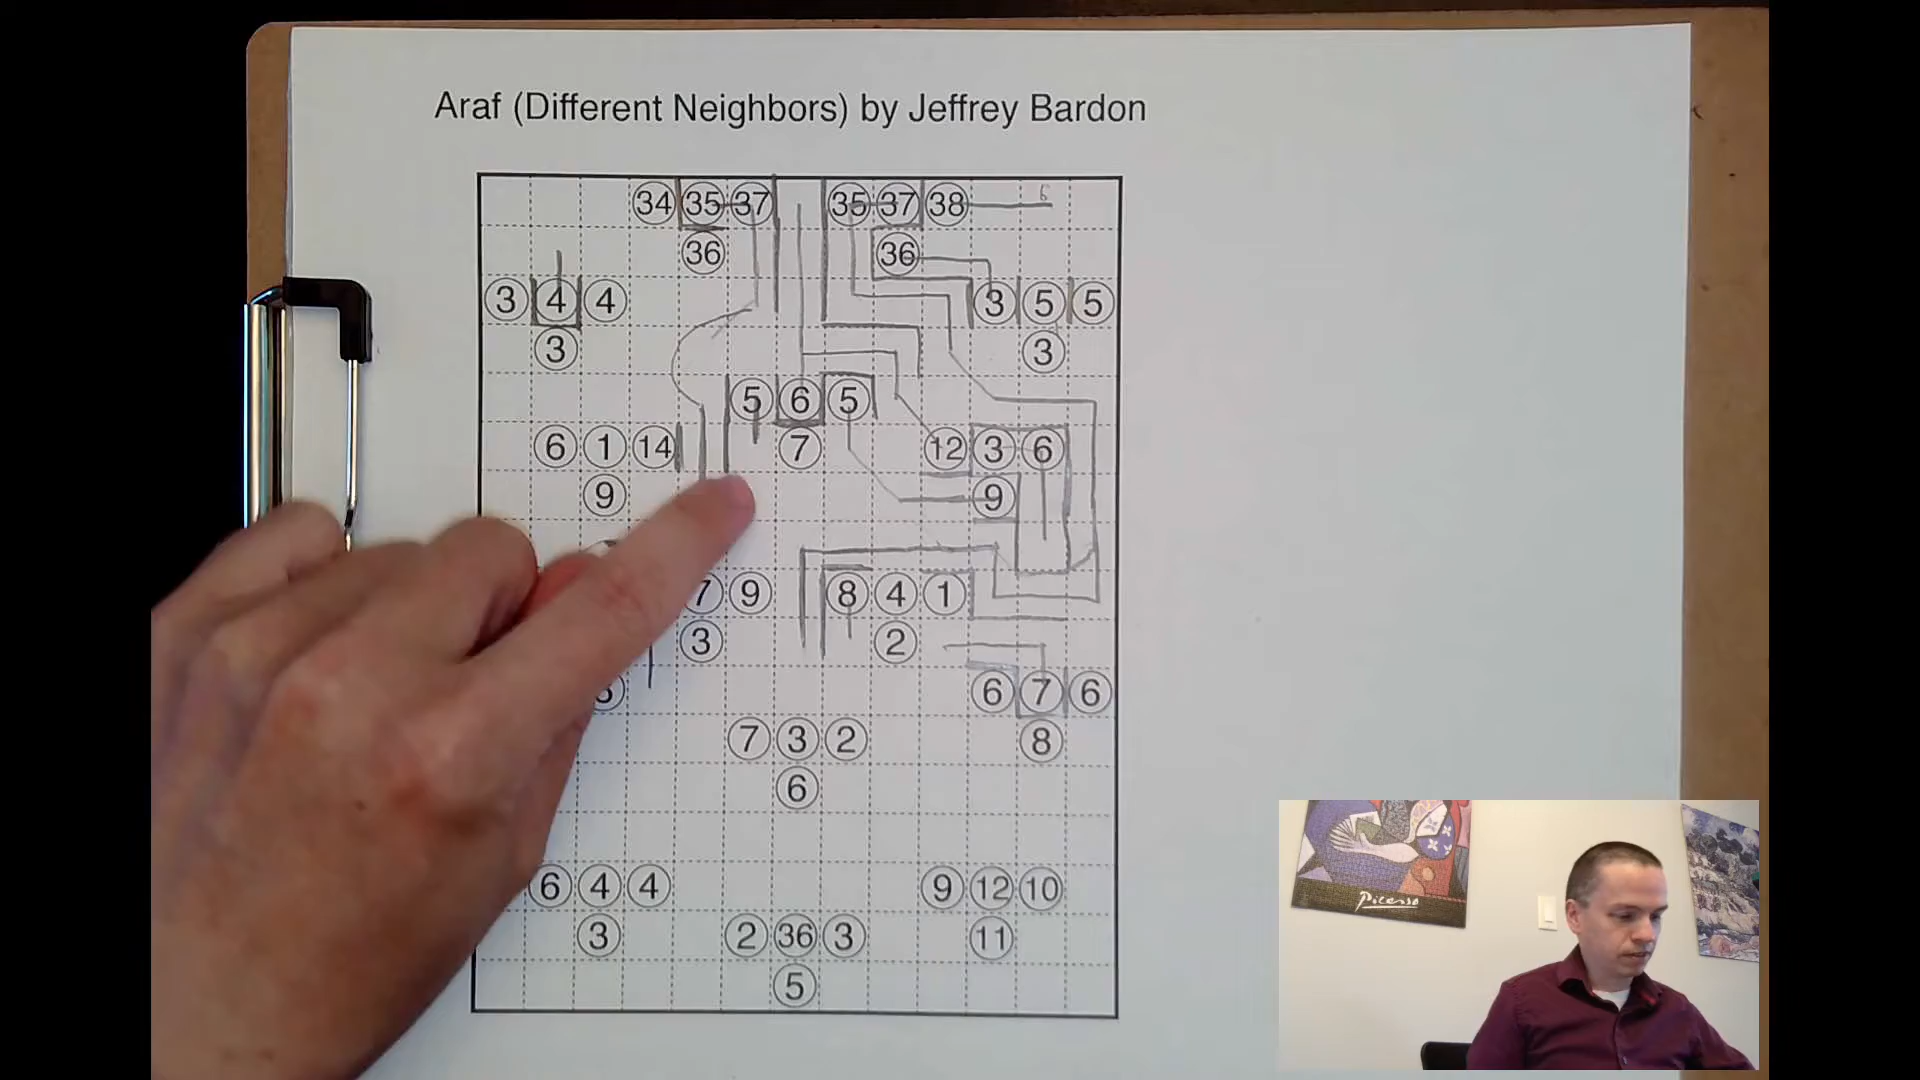 Araf (Different Neighbors) by Jeffrey Bardon
34 35 37 35 37 38 6
36 36
3 4 4 3 5 5
3 3
5 6 5
6 1 14 7 12 3 6
9 9
7 9 8 4 1
3 2
6 7 6
7 3 2 8
6
6 4 4 9 12 10
3 2 36 3 11
5
Picasso